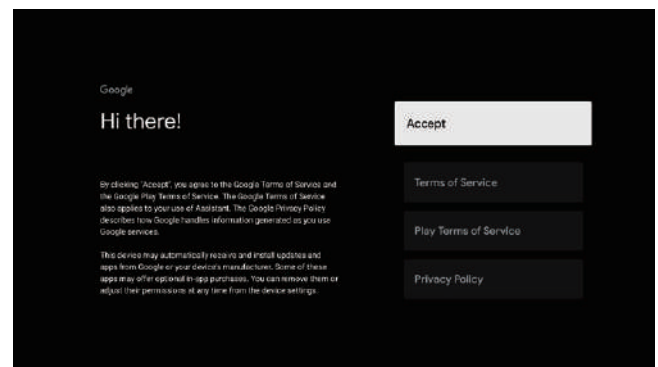 Google
Hi there!
By clicking "Accept", you agree to the Google Terms of Service and
the Google Play Terms of Service. The Google Terms of Service
also applies to your use of Assistant. The Google Privacy Policy
describes how Google handles information generated as you use
Google services.
This device may automatically receive and install updates and
apps from Google or your device's manufacturer. Some of these
apps may offer optional in-app purchases. You can remove them or
adjust their permissions at any time from the device settings.
Accept
Terms of Service
Play Terms of Service
Privacy Policy